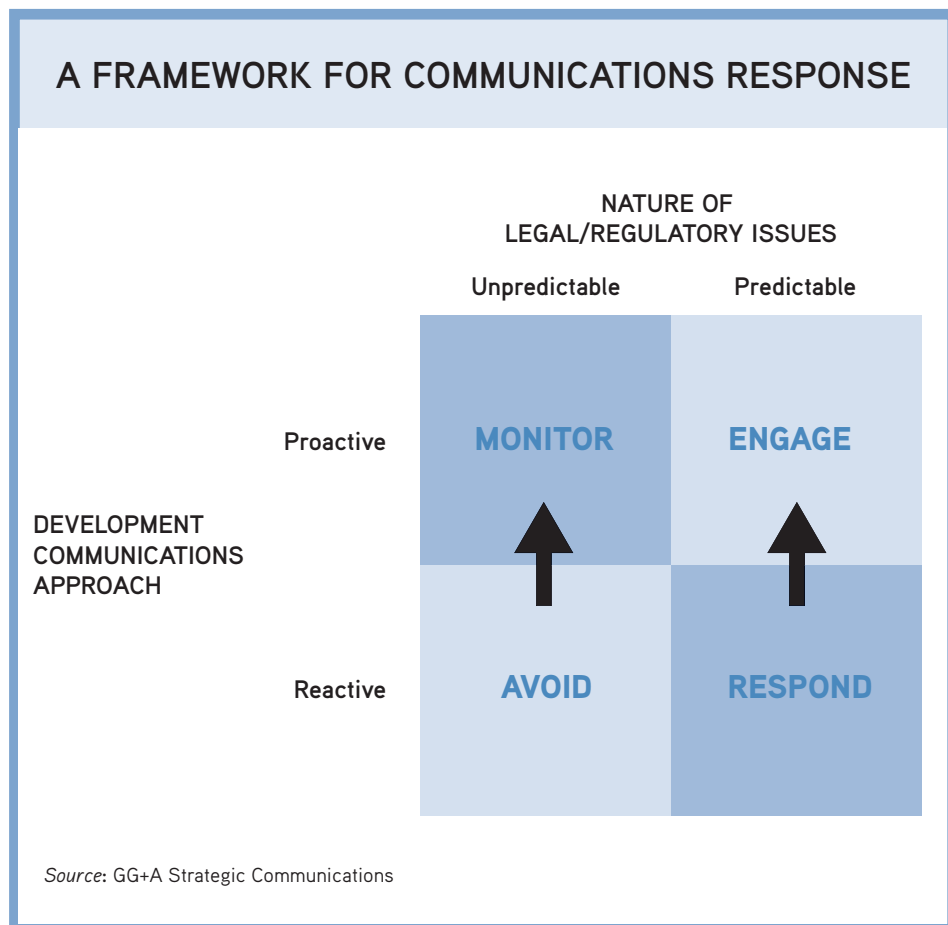 A FRAMEWORK FOR COMMUNICATIONS RESPONSE
NATURE OF
LEGAL/REGULATORY ISSUES
Unpredictable Predictable
Proactive MONITOR ENGAGE
DEVELOPMENT
COMMUNICATIONS
APPROACH
Reactive AVOID RESPOND
Source: GG+A Strategic Communications